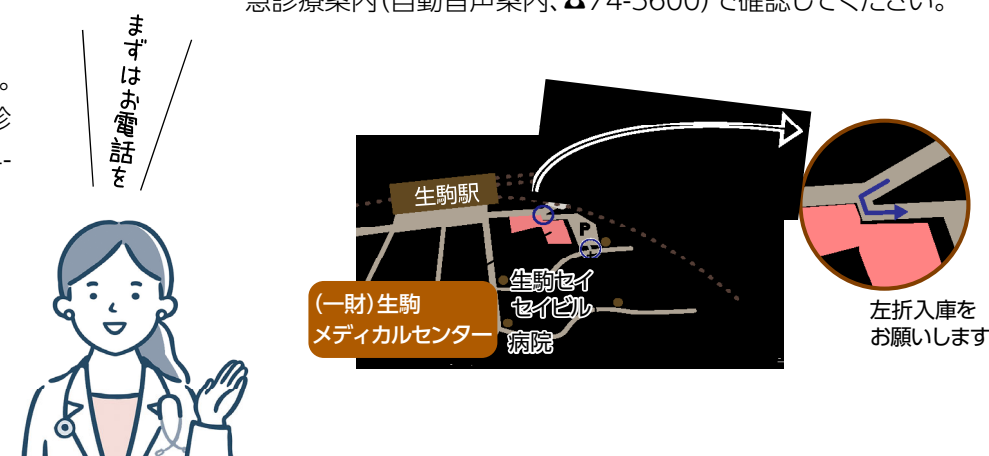 急診療案内(自動音声案内、☎74-5600)で確認してください。
まずはお電話を
。
診
生駒駅
P
生駒セイ
セイビル
(一財)生駒
メディカルセンター
病院
左折入庫を
お願いします